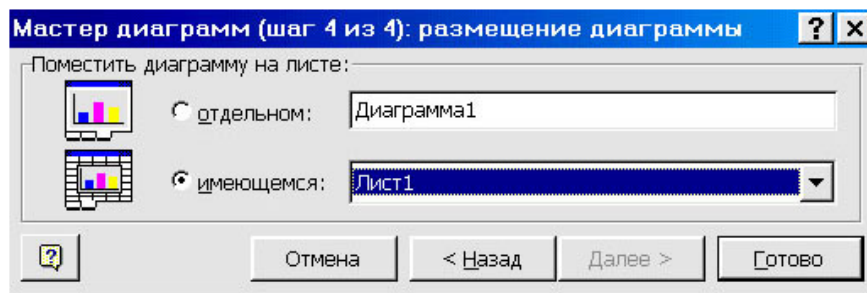 Мастер диаграмм (шаг 4 из 4): размещение диаграммы
Поместить диаграмму на листе:
отдельном: Диаграмма1
имеющемся: Лист1
Отмена < Назад Далее > Готово